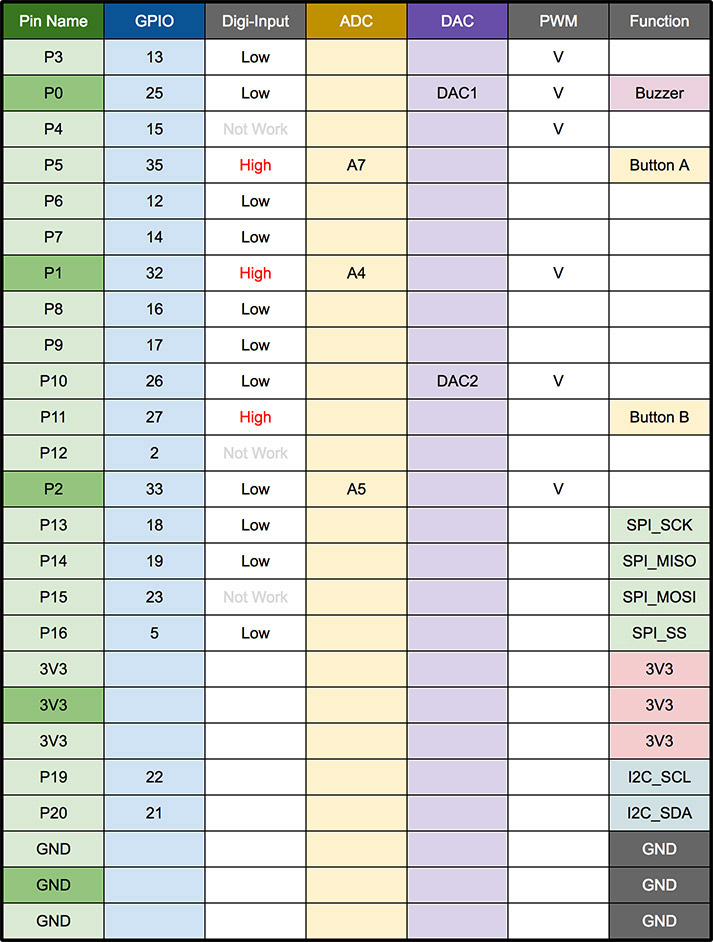 Pin Name GPIO Digi-Input ADC DAC PWM Function
P3 13 Low V
P0 25 Low DAC1 V Buzzer
P4 15 Not Work V
P5 35 High A7 Button A
P6 12 Low
P7 14 Low
P1 32 High A4 V
P8 16 Low
P9 17 Low
P10 26 Low DAC2 V
P11 27 High Button B
P12 2 Not Work
P2 33 Low A5 V
P13 18 Low SPI_SCK
P14 19 Low SPI_MISO
P15 23 Not Work SPI_MOSI
P16 5 Low SPI_SS
3V3 3V3
3V3 3V3
3V3 3V3
P19 22 I2C_SCL
P20 21 I2C_SDA
GND GND
GND GND
GND GND